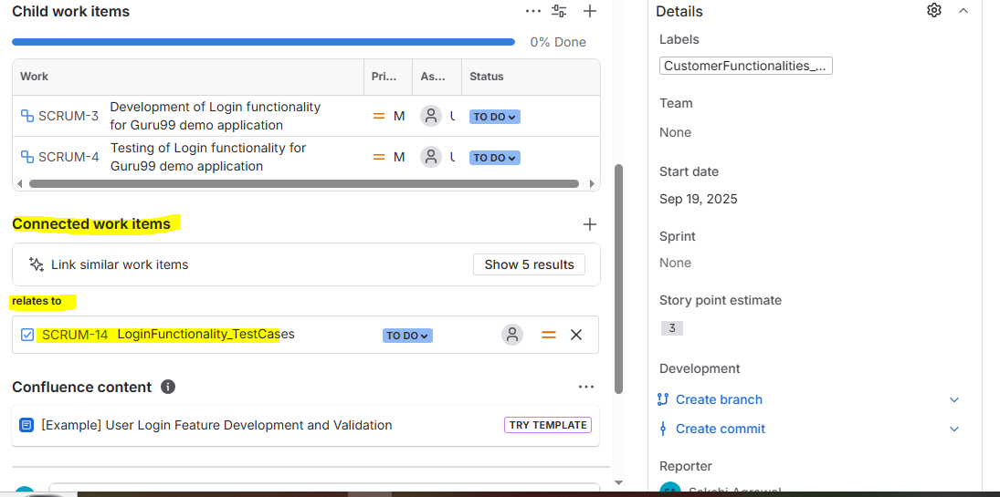 Child work items
0% Done
Work Pri... As... Status
SCRUM-3 Development of Login functionality
for Guru99 demo application
M
TO DO
SCRUM-4 Testing of Login functionality for
Guru99 demo application
M
TO DO
Connected work items
Link similar work items
Show 5 results
relates to
SCRUM-14 LoginFunctionality_TestCases
TO DO
Confluence content
[Example] User Login Feature Development and Validation
TRY TEMPLATE
Details
Labels
CustomerFunctionalities_...
Team
None
Start date
Sep 19, 2025
Sprint
None
Story point estimate
3
Development
Create branch
Create commit
Reporter
Sakshi Agrawal